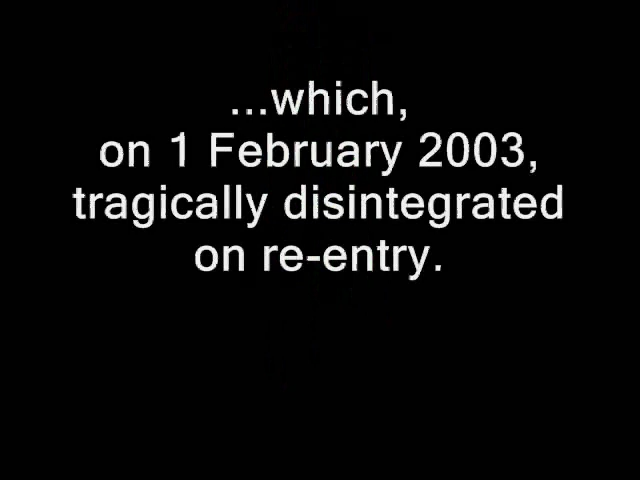 ...which,
on 1 February 2003,
tragically disintegrated
on re-entry.